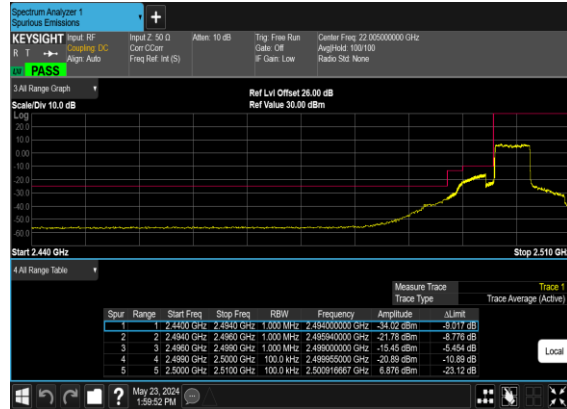 Spectrum Analyzer 1
Spurious Emissions
KEYSIGHT Input: RF Input Z: 50 Ω Atten: 10 dB Trig: Free Run Center Freq: 22.005000000 GHz
R T Coupling: DC Corr CCorr Gate: Off Avg|Hold: 100/100
Align: Auto Freq Ref: Int (S) IF Gain: Low Radio Std: None
PASS
3 All Range Graph
Ref Lvl Offset 26.00 dB
Scale/Div 10.0 dB Ref Value 30.00 dBm
Log
20.0
10.0
0.00
-10.0
-20.0
-30.0
-40.0
-50.0
-60.0
Start 2.440 GHz Stop 2.510 GH
4 All Range Table
Measure Trace Trace 1
Trace Type Trace Average (Active)
Spur Range Start Freq Stop Freq RBW Frequency Amplitude ΔLimit
1 1 2.4400 GHz 2.4940 GHz 1.000 MHz 2.494000000 GHz -34.02 dBm -9.017 dB
2 2 2.4940 GHz 2.4960 GHz 1.000 MHz 2.495940000 GHz -21.78 dBm -8.776 dB
3 3 2.4960 GHz 2.4990 GHz 1.000 MHz 2.499000000 GHz -15.45 dBm -5.454 dB
4 4 2.4990 GHz 2.5000 GHz 100.0 kHz 2.499955000 GHz -20.89 dBm -10.89 dB
5 5 2.5000 GHz 2.5100 GHz 100.0 kHz 2.500916667 GHz 6.876 dBm -23.12 dB
Local
? May 23, 2024
1:59:52 PM